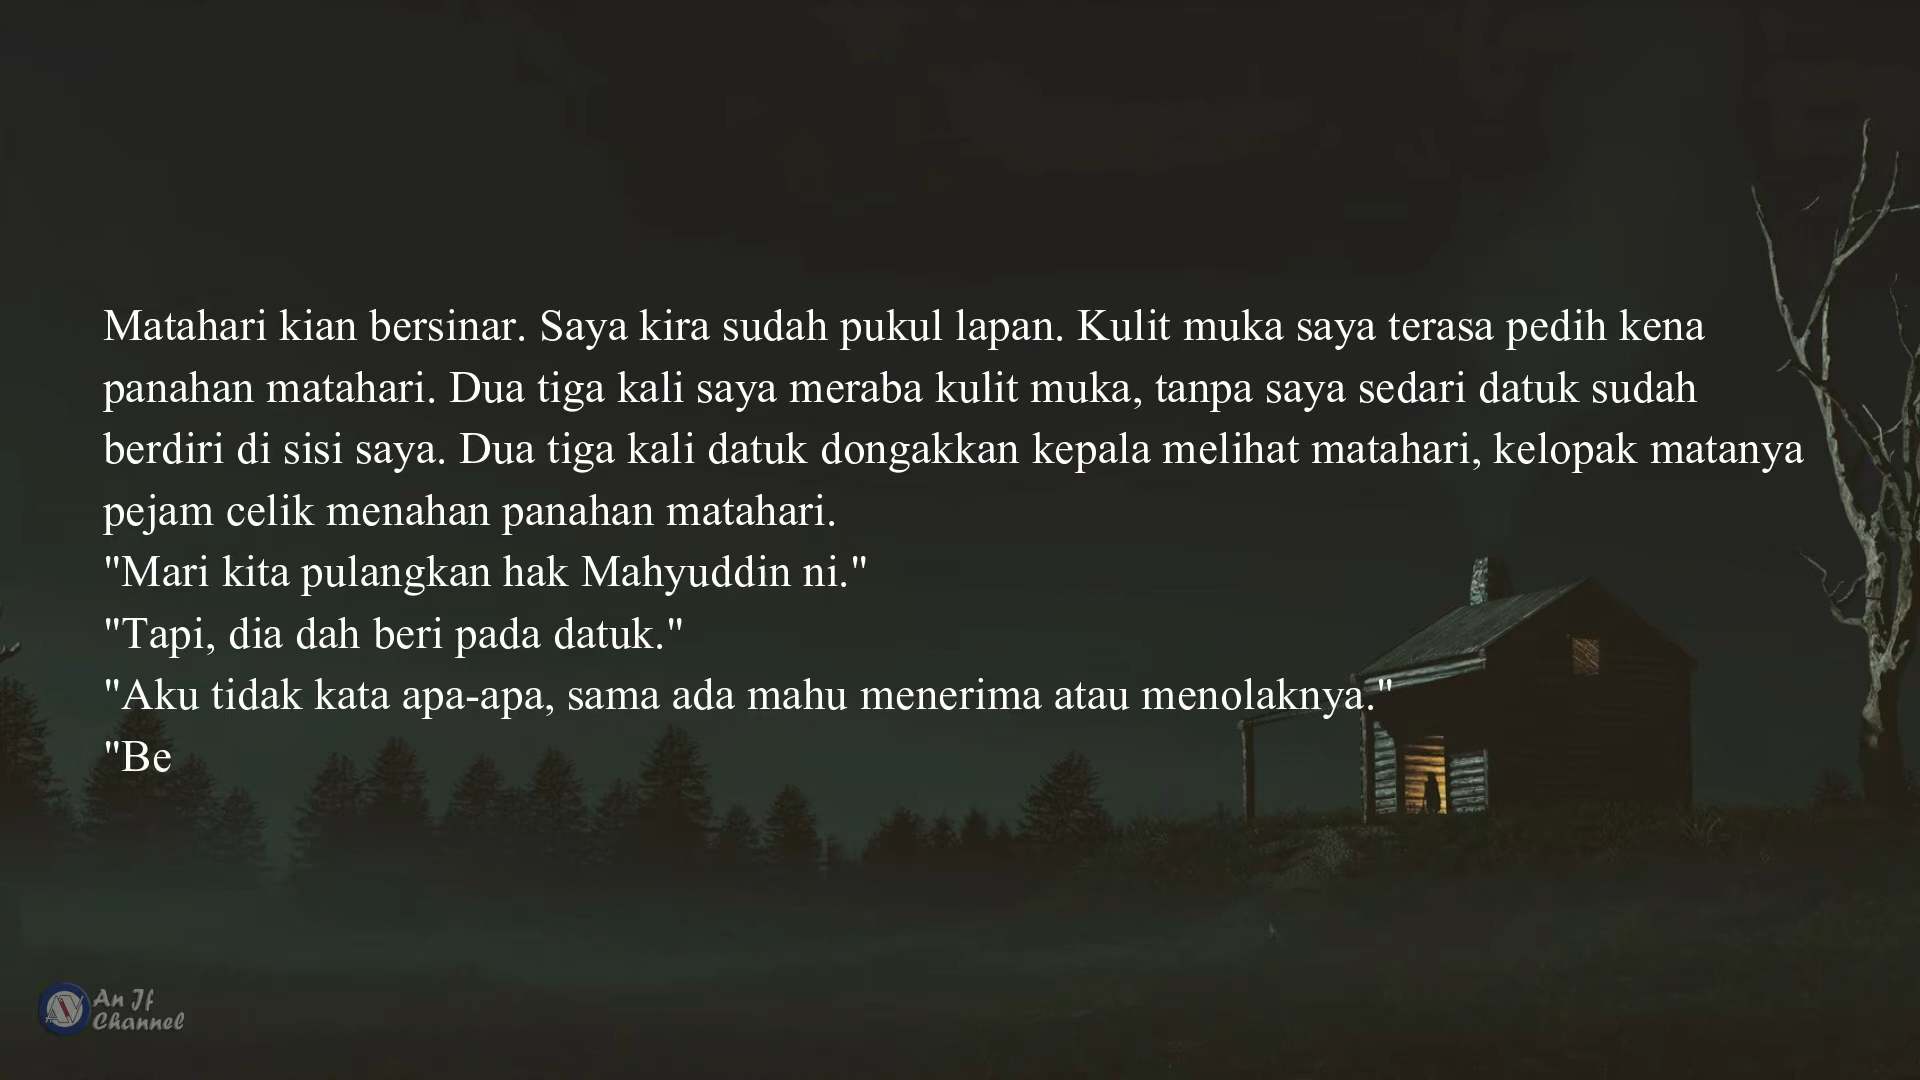 Matahari kian bersinar. Saya kira sudah pukul lapan. Kulit muka saya terasa pedih kena
panahan matahari. Dua tiga kali saya meraba kulit muka, tanpa saya sedari datuk sudah
berdiri di sisi saya. Dua tiga kali datuk dongakkan kepala melihat matahari, kelopak matanya
pejam celik menahan panahan matahari.
"Mari kita pulangkan hak Mahyuddin ni."
"Tapi, dia dah beri pada datuk."
"Aku tidak kata apa-apa, sama ada mahu menerima atau menolaknya."
"Be
An If
Channel